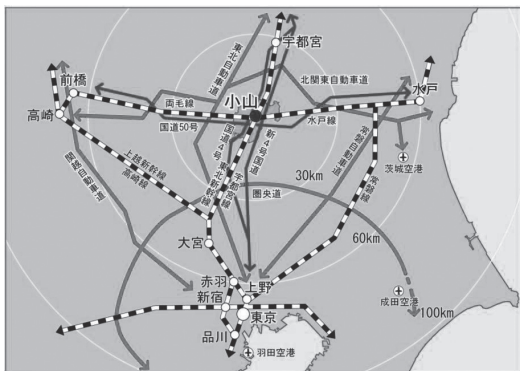 宇都宮
東北自動車道
北関東自動車道
水戸
前橋
両毛線
小山
高崎
国道50号
水戸線
新4号国道
国道4号
東北新幹線
宇都宮線
常磐自動車道
常磐線
茨城空港
関越自動車道
上越新幹線
高崎線
30km
圏央道
60km
大宮
赤羽
上野
新宿
成田空港
100km
東京
品川
羽田空港